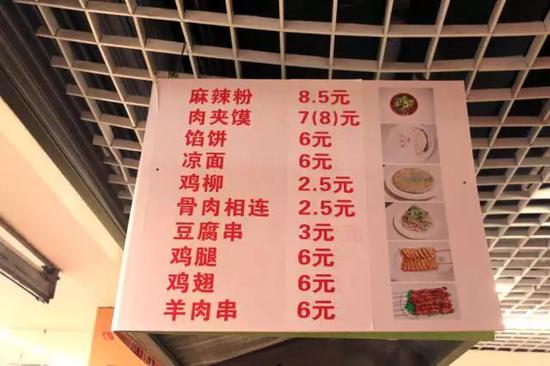 麻辣粉 8.5元
肉夹馍 7(8)元
馅饼 6元
凉面 6元
鸡柳 2.5元
骨肉相连 2.5元
豆腐串 3元
鸡腿 6元
鸡翅 6元
羊肉串 6元